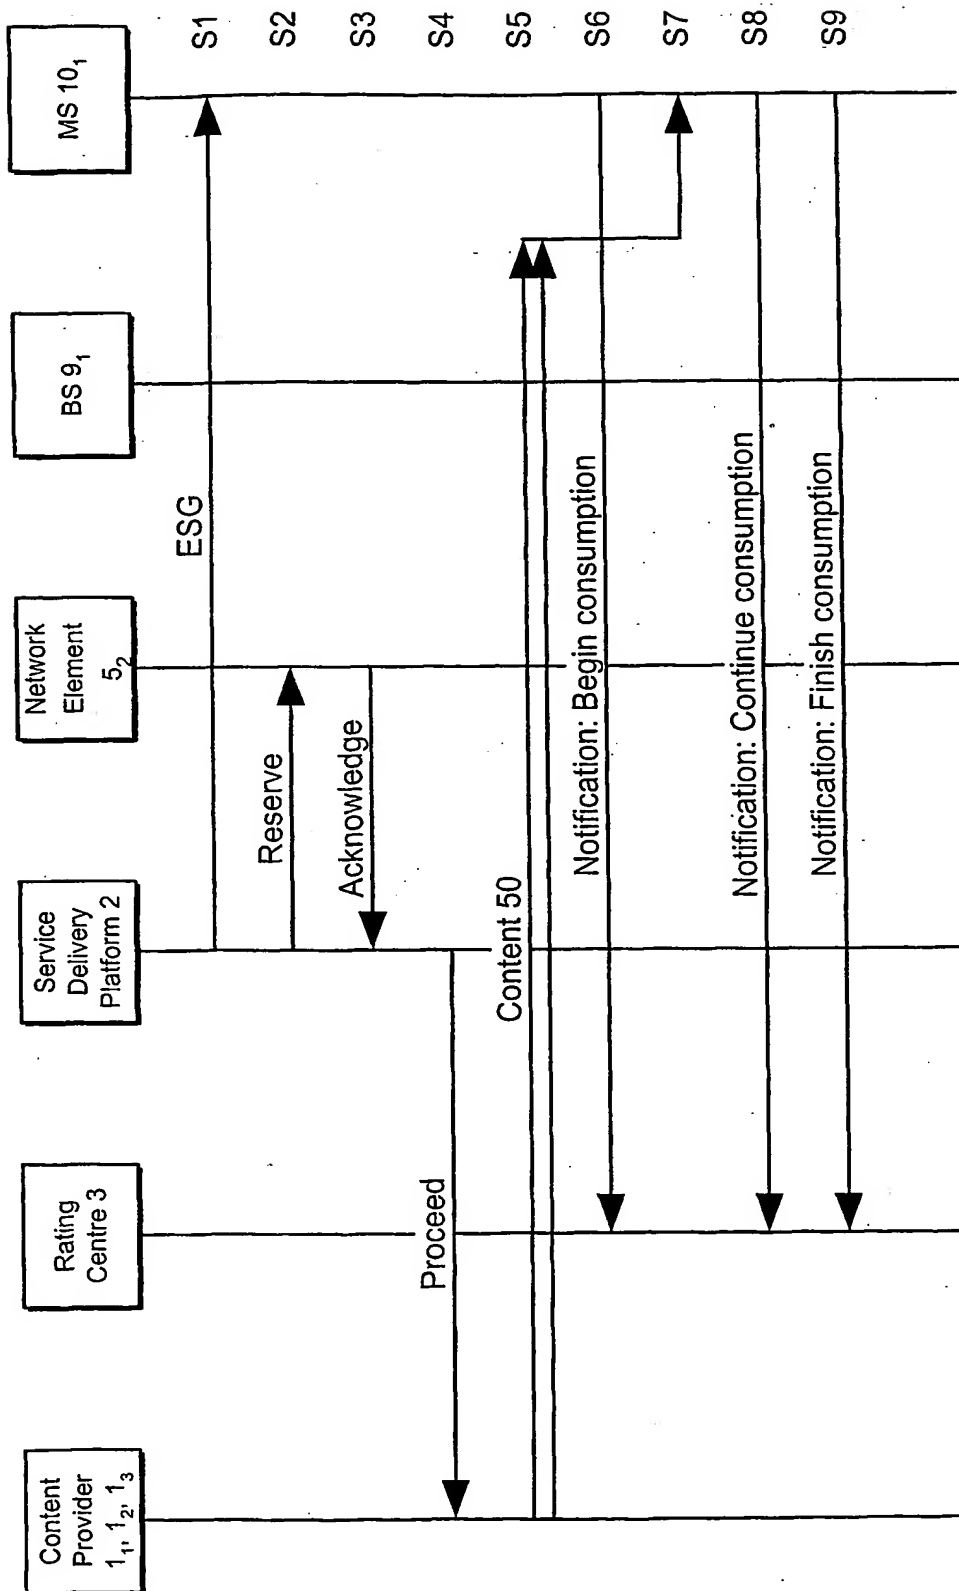 Content
Provider
1₁, 1₂, 1₃
Rating
Centre 3
Service
Delivery
Platform 2
Network
Element
5₂
BS 9₁
MS 10₁
ESG
S1
Reserve
S2
Acknowledge
S3
Proceed
S4
Content 50
S5
Notification: Begin consumption
S6
S7
Notification: Continue consumption
S8
Notification: Finish consumption
S9